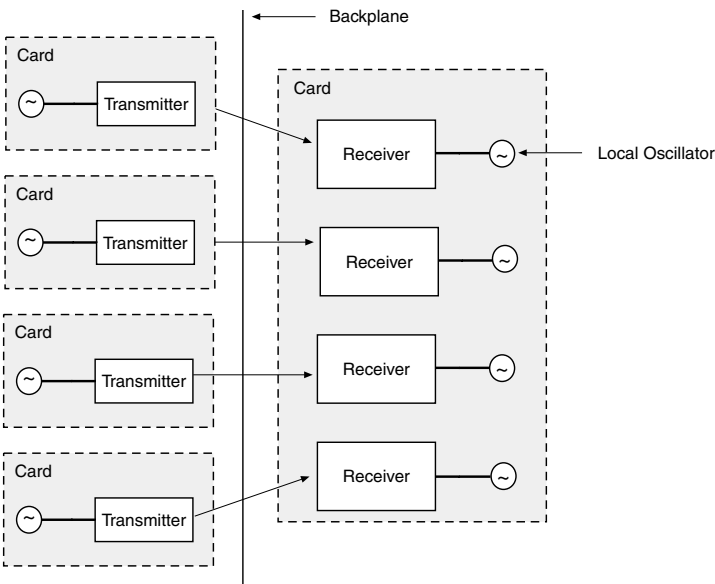 Backplane
Card
Transmitter
Card
Transmitter
Card
Transmitter
Card
Transmitter
Card
Receiver
Local Oscillator
Receiver
Receiver
Receiver